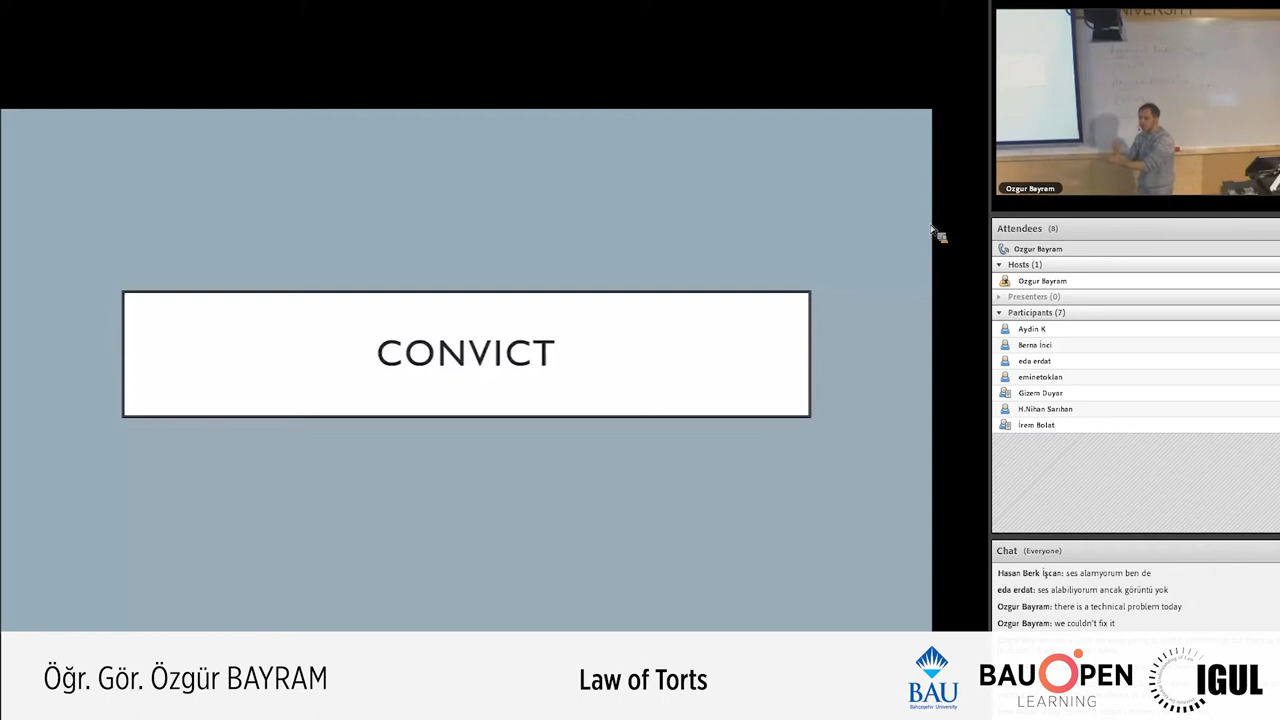 CONVICT
Ozgur Bayram
Attendees (8)
Ozgur Bayram
Hosts (1)
Ozgur Bayram
Presenters (0)
Participants (7)
Aydin K
Berna İnci
eda erdat
eminetoklan
Gizem Duyar
H.Nihan Sarıhan
İrem Bolat
Chat (Everyone)
Hasan Berk İşcan: ses alamyorum ben de
eda erdat: ses alabiliyorum ancak görüntü yok
Ozgur Bayram: there is a technical problem today
Ozgur Bayram: we couldn't fix it
Öğr. Gör. Özgür BAYRAM
Law of Torts
BAU
Bahçeşehir University
BAU OPEN
LEARNING
IGUL